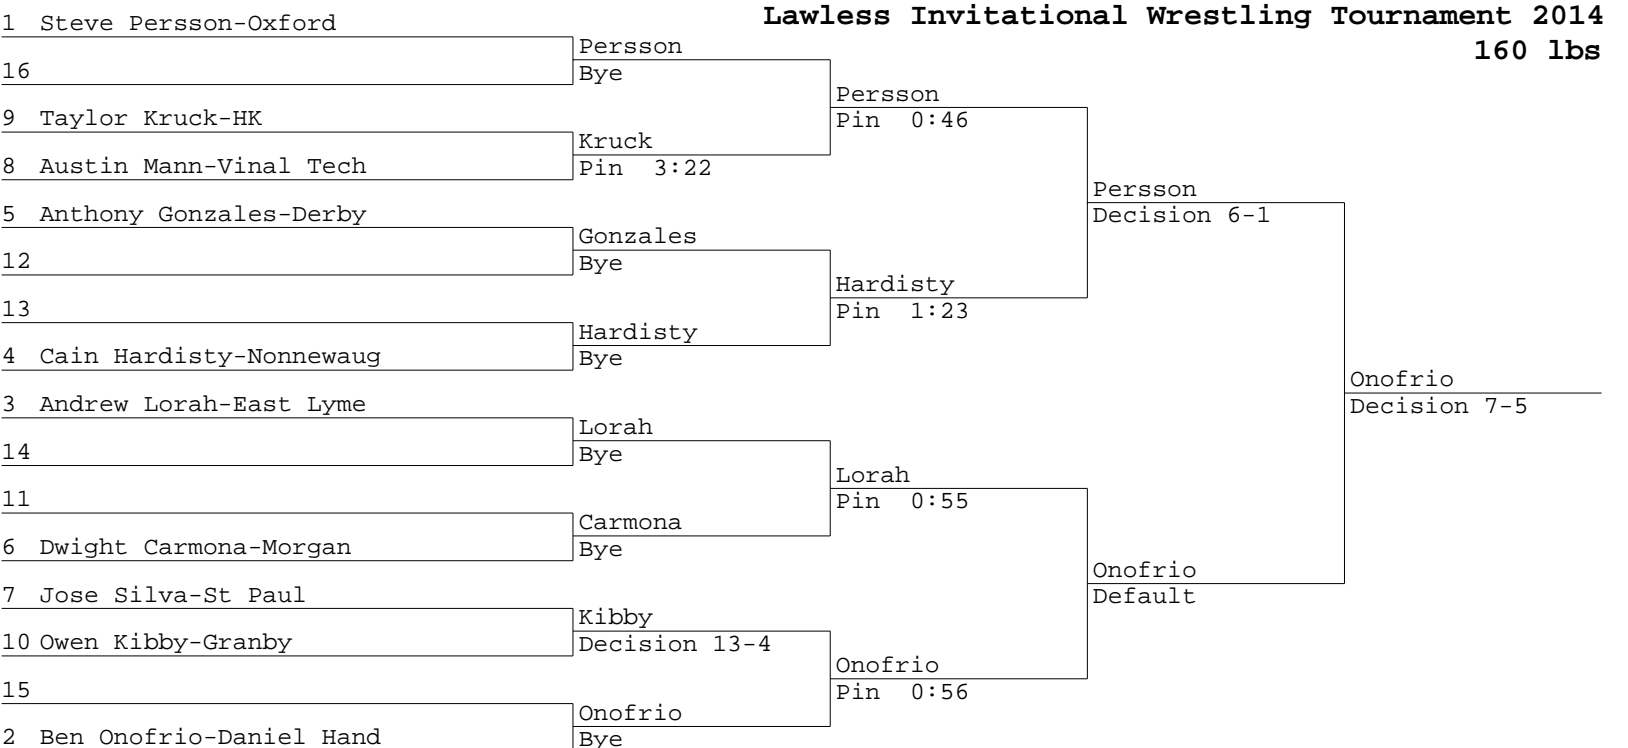 Lawless Invitational Wrestling Tournament 2014
160 lbs
1 Steve Persson-Oxford
16
9 Taylor Kruck-HK
8 Austin Mann-Vinal Tech
5 Anthony Gonzales-Derby
12
13
4 Cain Hardisty-Nonnewaug
3 Andrew Lorah-East Lyme
14
11
6 Dwight Carmona-Morgan
7 Jose Silva-St Paul
10 Owen Kibby-Granby
15
2 Ben Onofrio-Daniel Hand
Persson
Bye
Kruck
Pin 3:22
Gonzales
Bye
Hardisty
Bye
Lorah
Bye
Carmona
Bye
Kibby
Decision 13-4
Onofrio
Bye
Persson
Pin 0:46
Hardisty
Pin 1:23
Lorah
Pin 0:55
Onofrio
Pin 0:56
Persson
Decision 6-1
Onofrio
Default
Onofrio
Decision 7-5